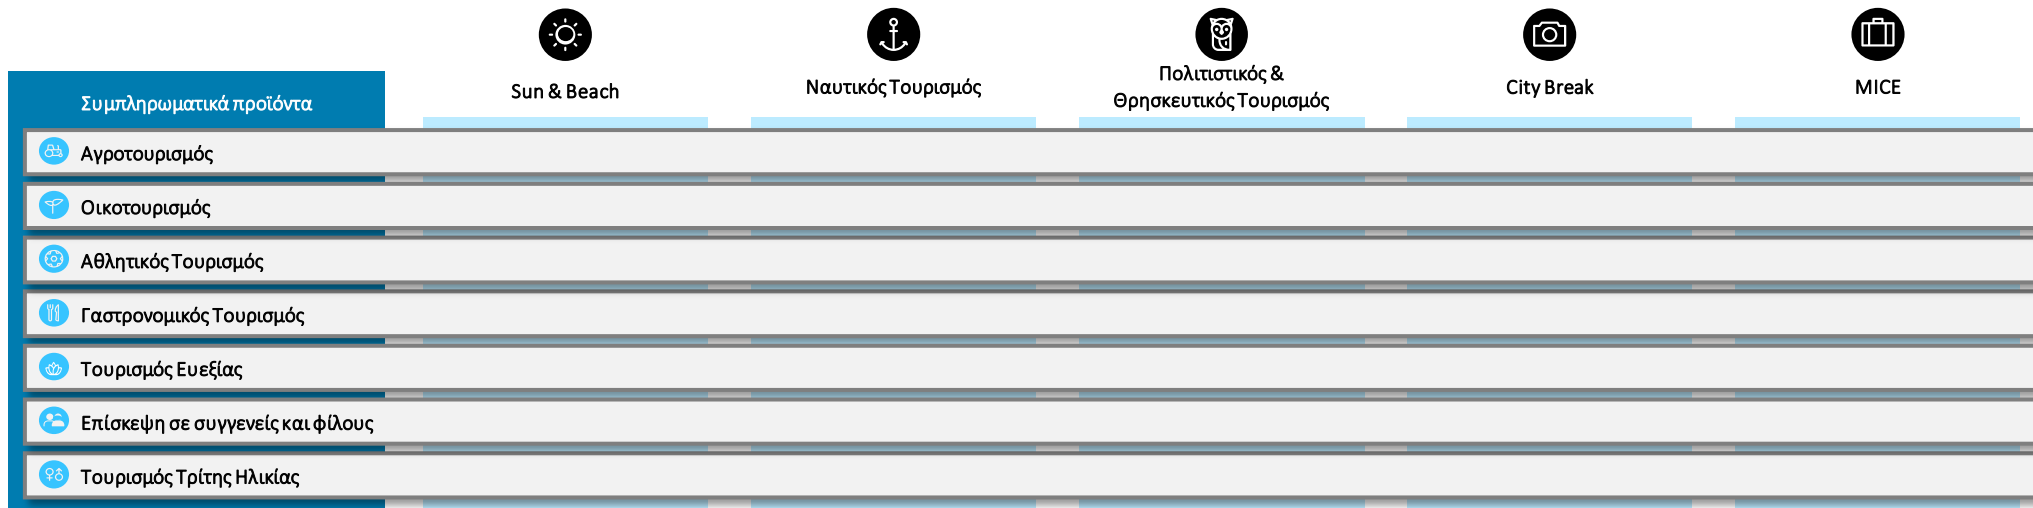 Sun & Beach
Ναυτικός Τουρισμός
Πολιτιστικός &
Θρησκευτικός Τουρισμός
City Break
MICE
Συμπληρωματικά προϊόντα
Αγροτουρισμός
Οικοτουρισμός
Αθλητικός Τουρισμός
Γαστρονομικός Τουρισμός
Τουρισμός Ευεξίας
Επίσκεψη σε συγγενείς και φίλους
Τουρισμός Τρίτης Ηλικίας